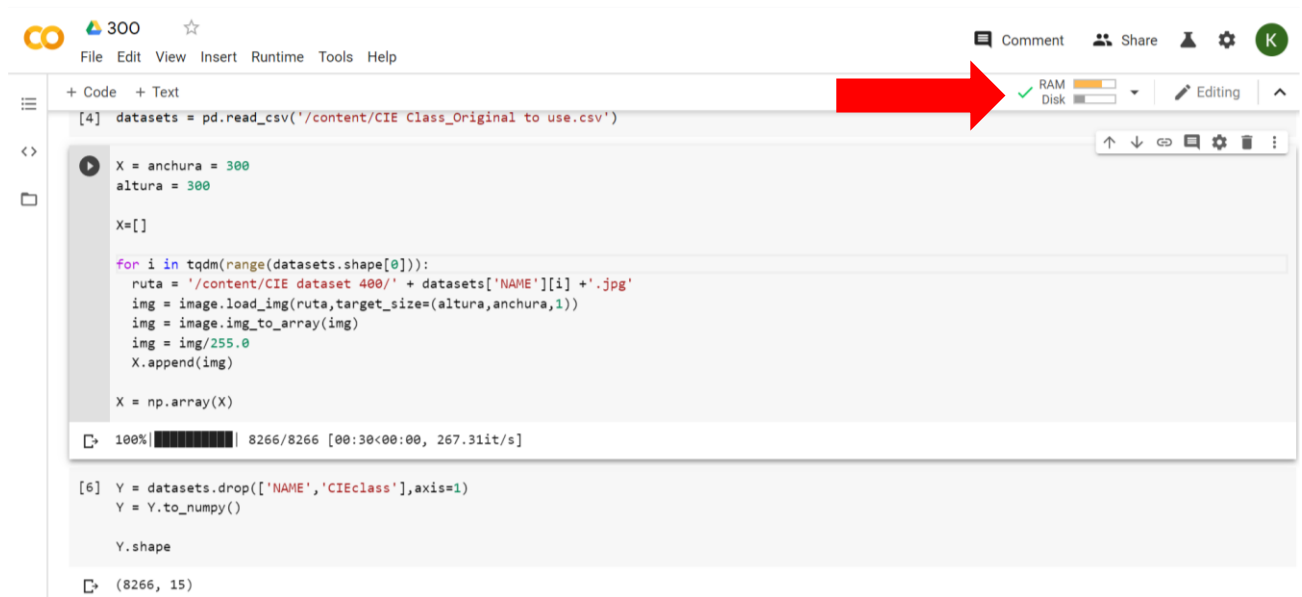 300
Comment
Share
K
File Edit View Insert Runtime Tools Help
+ Code + Text
RAM
Disk
Editing
[4] datasets = pd.read_csv('/content/CIE Class_Original to use.csv')
X = anchura = 300
altura = 300
X=[]
for i in tqdm(range(datasets.shape[0])):
  ruta = '/content/CIE dataset 400/' + datasets['NAME'][i] +'.jpg'
  img = image.load_img(ruta,target_size=(altura,anchura,1))
  img = image.img_to_array(img)
  img = img/255.0
  X.append(img)
X = np.array(X)
100%|██████████| 8266/8266 [00:30<00:00, 267.31it/s]
[6] Y = datasets.drop(['NAME','CIEclass'],axis=1)
Y = Y.to_numpy()
Y.shape
(8266, 15)